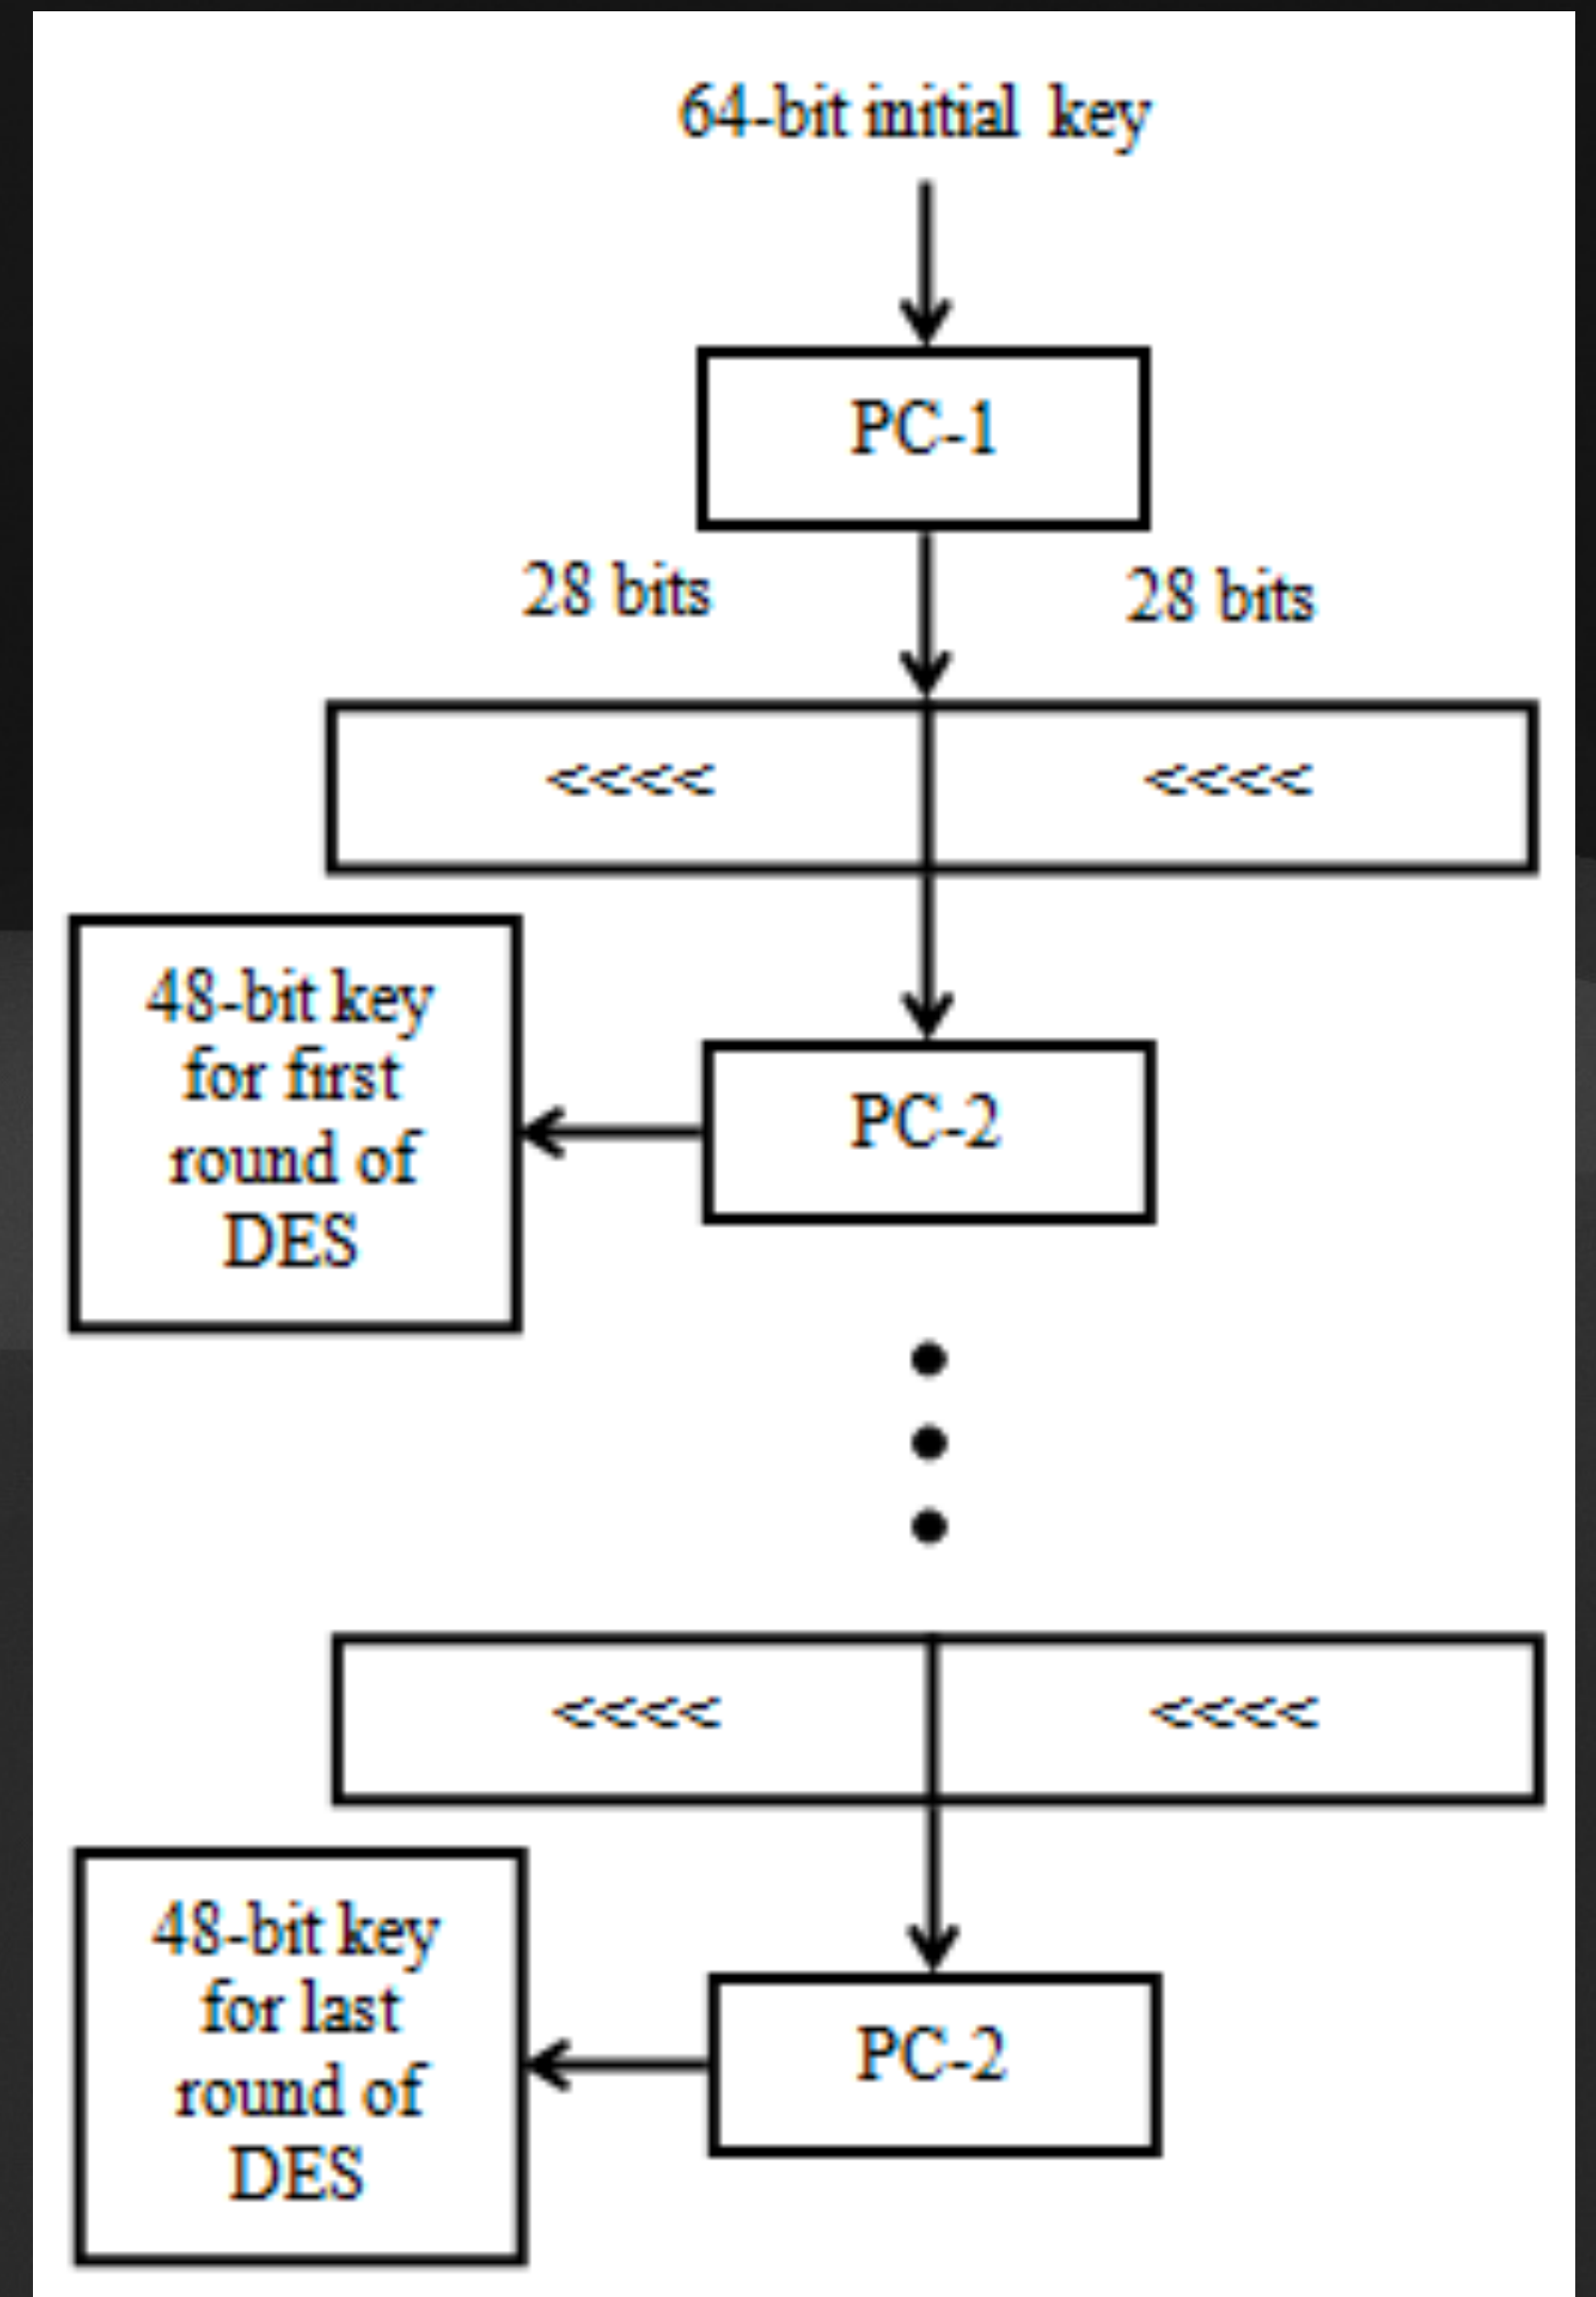 64-bit initial key
PC-1
28 bits
28 bits
<<<<
<<<<
48-bit key
for first
round of
DES
PC-2
<<<<
<<<<
48-bit key
for last
round of
DES
PC-2